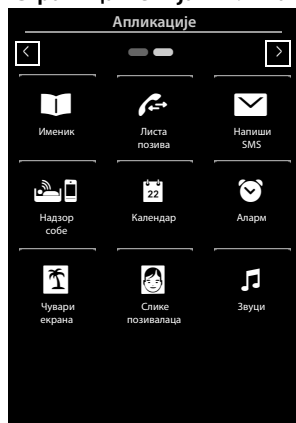 Апликације
Именик
Листа
позива
Напиши
SMS
22
Надзор
собе
Календар
Аларм
Чувари
екрана
Слике
позивалаца
Звуци